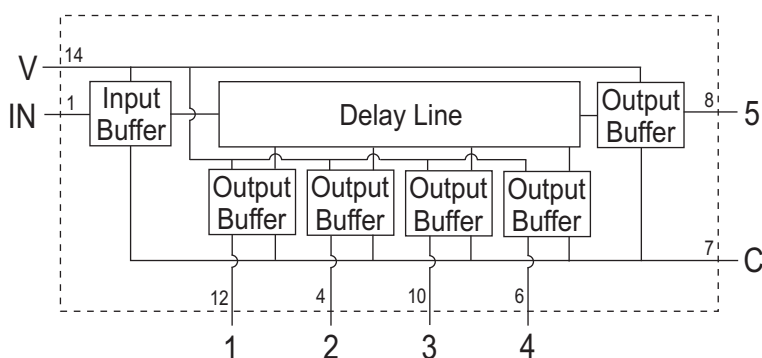 14
V
1
IN
Input
Buffer
Delay Line
Output
Buffer
8
5
Output
Buffer
Output
Buffer
Output
Buffer
Output
Buffer
7
C
12
4
10
6
1
2
3
4